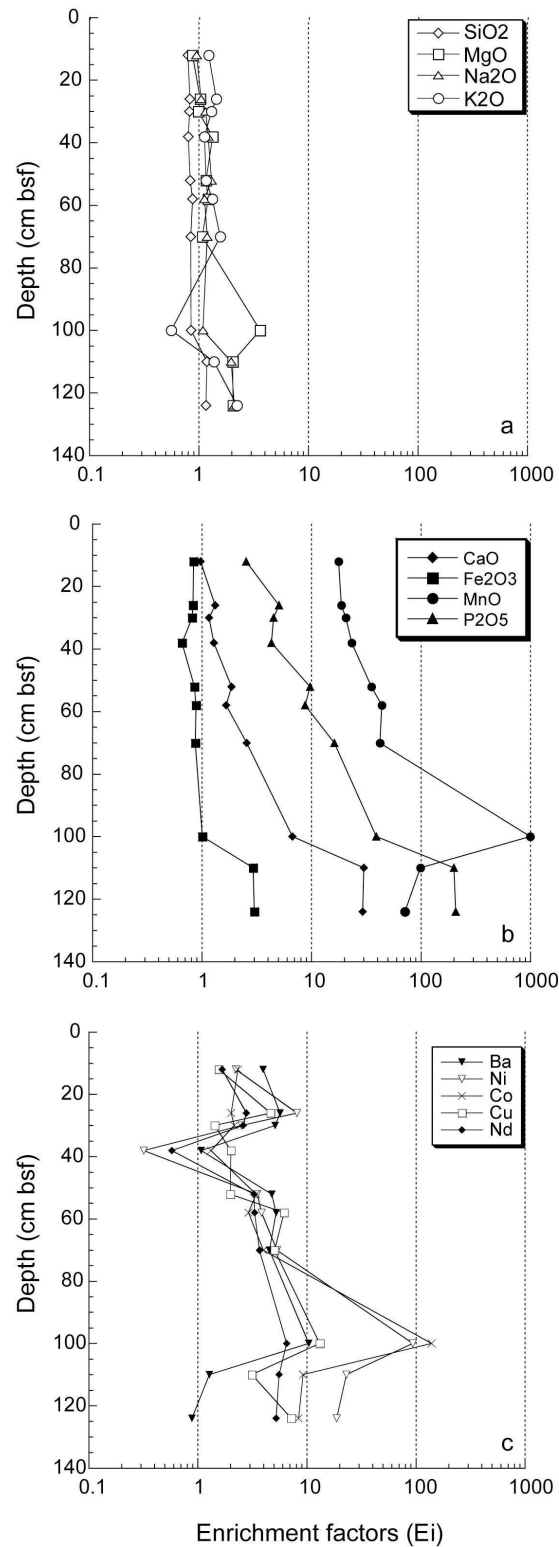 0
20
40
60
80
100
120
140
Depth (cm bsf)
SiO2
MgO
Na2O
K2O
a
0.1 1 10 100 1000
0
20
40
60
80
100
120
140
Depth (cm bsf)
CaO
Fe2O3
MnO
P2O5
b
0.1 1 10 100 1000
0
20
40
60
80
100
120
140
Depth (cm bsf)
Ba
Ni
Co
Cu
Nd
c
0.1 1 10 100 1000
Enrichment factors (Ei)